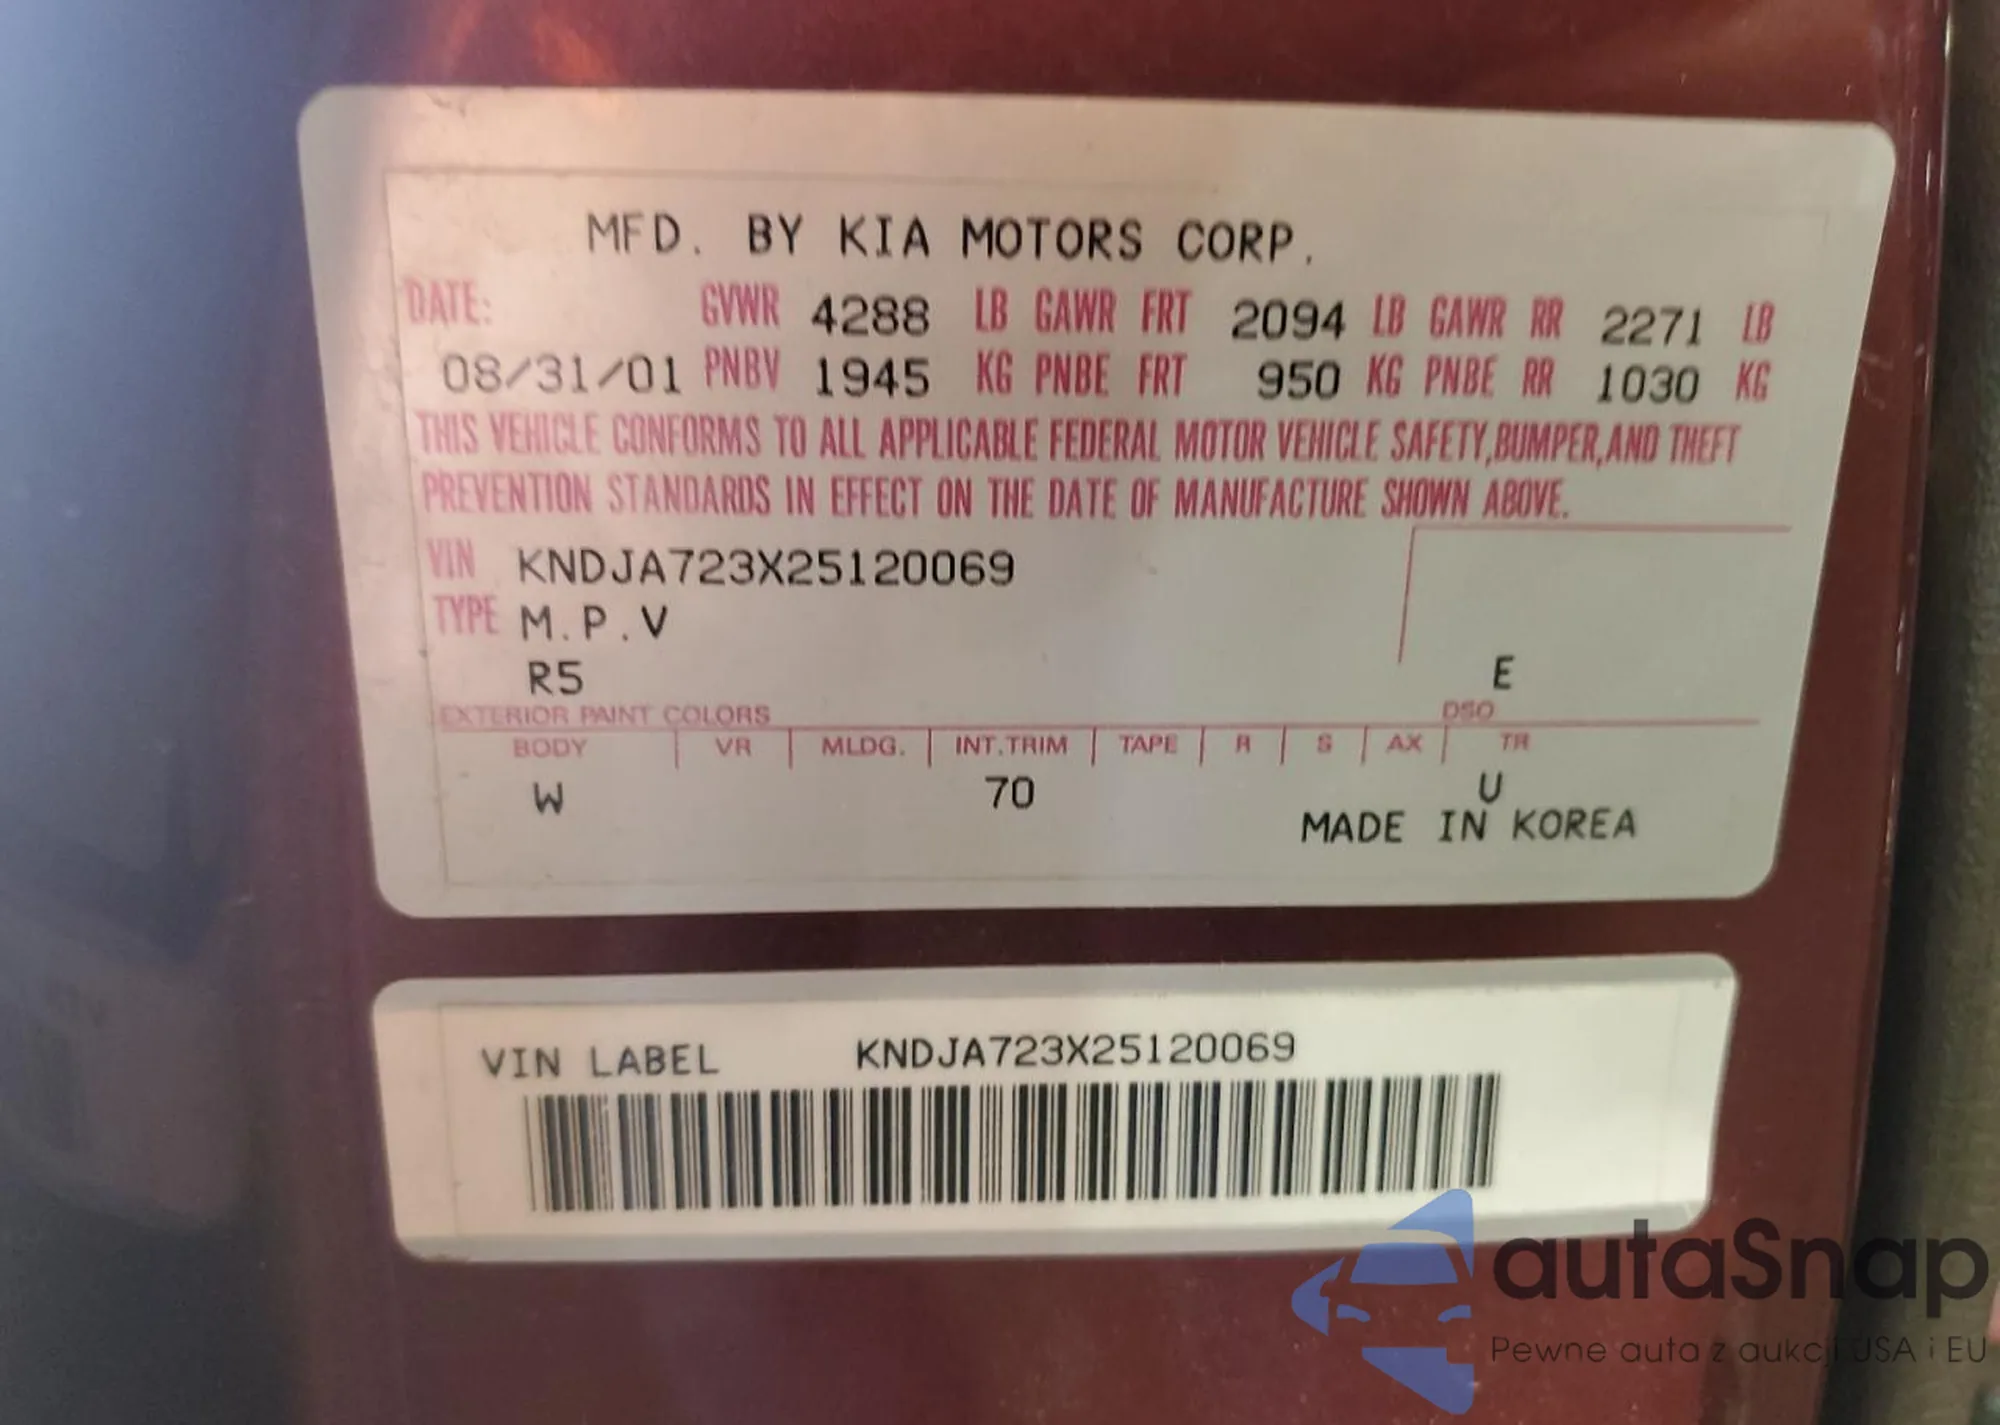 MFD. BY KIA MOTORS CORP.
DATE: GVWR 4288 LB GAWR FRT 2094 LB GAWR RR 2271 LB
08/31/01 PNBV 1945 KG PNBE FRT 950 KG PNBE RR 1030 KG
THIS VEHICLE CONFORMS TO ALL APPLICABLE FEDERAL MOTOR VEHICLE SAFETY,BUMPER,AND THEFT
PREVENTION STANDARDS IN EFFECT ON THE DATE OF MANUFACTURE SHOWN ABOVE.
VIN KNDJA723X25120069
TYPE M.P.V
R5 E
EXTERIOR PAINT COLORS DSO
BODY VR MLDG. INT.TRIM TAPE R S AX TR
W 70 U
MADE IN KOREA
VIN LABEL KNDJA723X25120069
autaSnap
Pewne auta z aukcji USA i EU